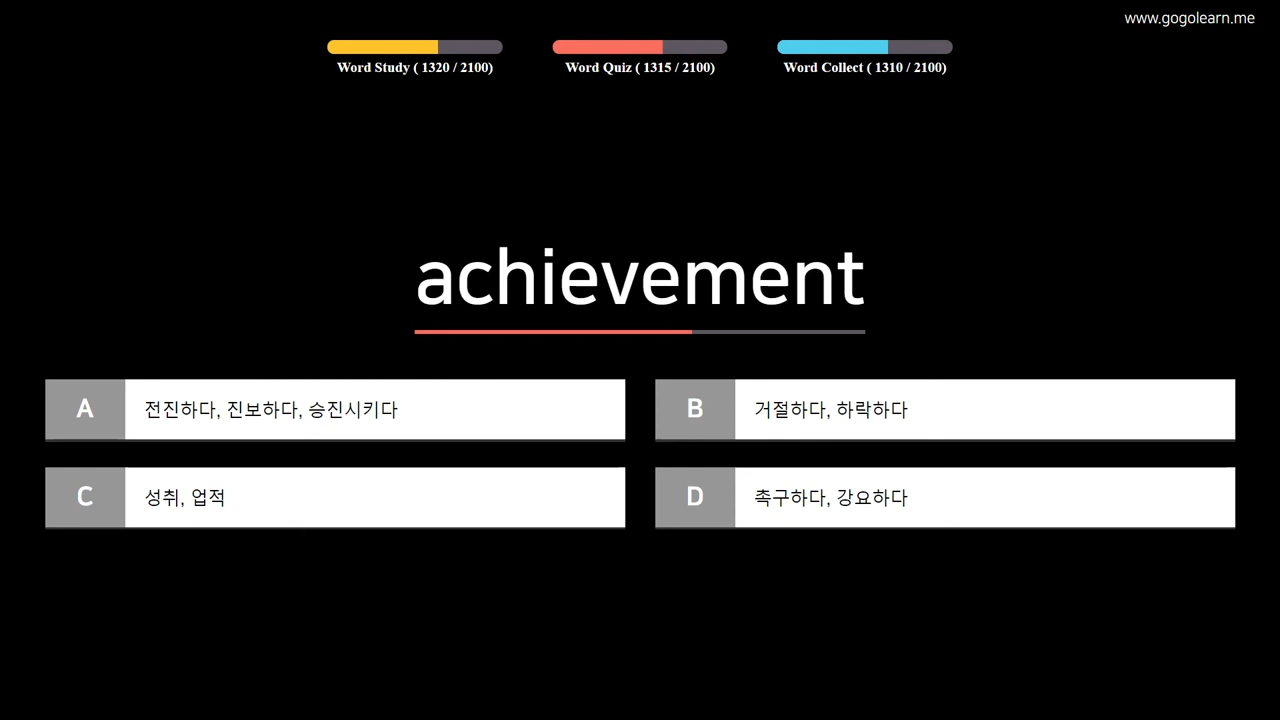 www.gogolearn.me
Word Study ( 1320 / 2100)
Word Quiz ( 1315 / 2100)
Word Collect ( 1310 / 2100)
achievement
A 전진하다, 진보하다, 승진시키다
B 거절하다, 하락하다
C 성취, 업적
D 촉구하다, 강요하다